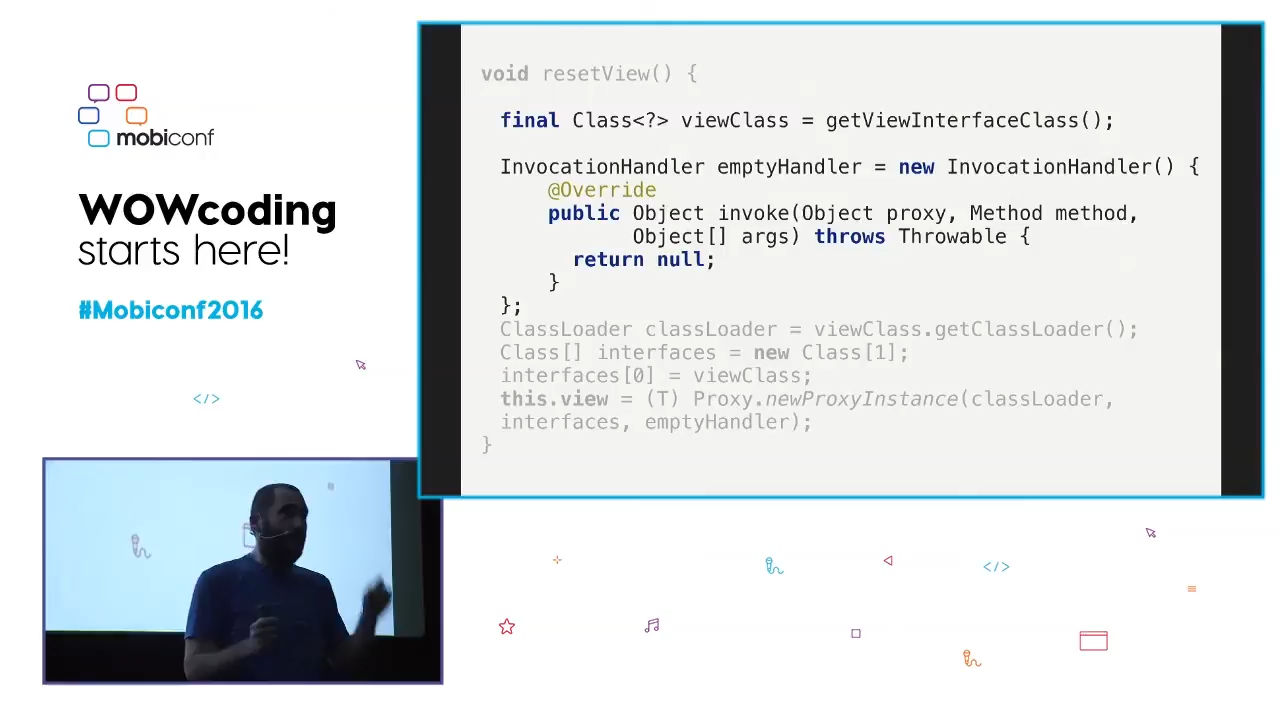 mobiconf
WOWcoding
starts here!
#Mobiconf2016
</>
void resetView() {
final Class<?> viewClass = getViewInterfaceClass();
InvocationHandler emptyHandler = new InvocationHandler() {
@Override
public Object invoke(Object proxy, Method method,
Object[] args) throws Throwable {
return null;
}
};
ClassLoader classLoader = viewClass.getClassLoader();
Class[] interfaces = new Class[1];
interfaces[0] = viewClass;
this.view = (T) Proxy.newProxyInstance(classLoader,
interfaces, emptyHandler);
}
</>